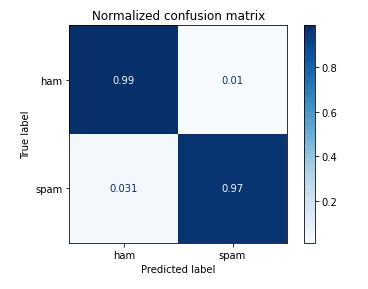 Normalized confusion matrix
ham
0.99
0.01
spam
0.031
0.97
True label
ham
spam
Predicted label
0.8
0.6
0.4
0.2